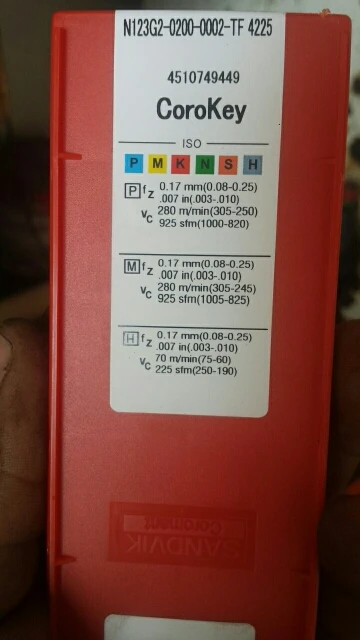 N123G2-0200-0002-TF 4225
4510749449
CoroKey
ISO
P M K N S H
P fz 0.17 mm(0.08-0.25)
.007 in(.003-.010)
vc 280 m/min(305-250)
925 sfm(1000-820)
M fz 0.17 mm(0.08-0.25)
.007 in(.003-.010)
vc 280 m/min(305-245)
925 sfm(1005-825)
H fz 0.17 mm(0.08-0.25)
.007 in(.003-.010)
vc 70 m/min(75-60)
225 sfm(250-190)
SANDVIK
Coromant